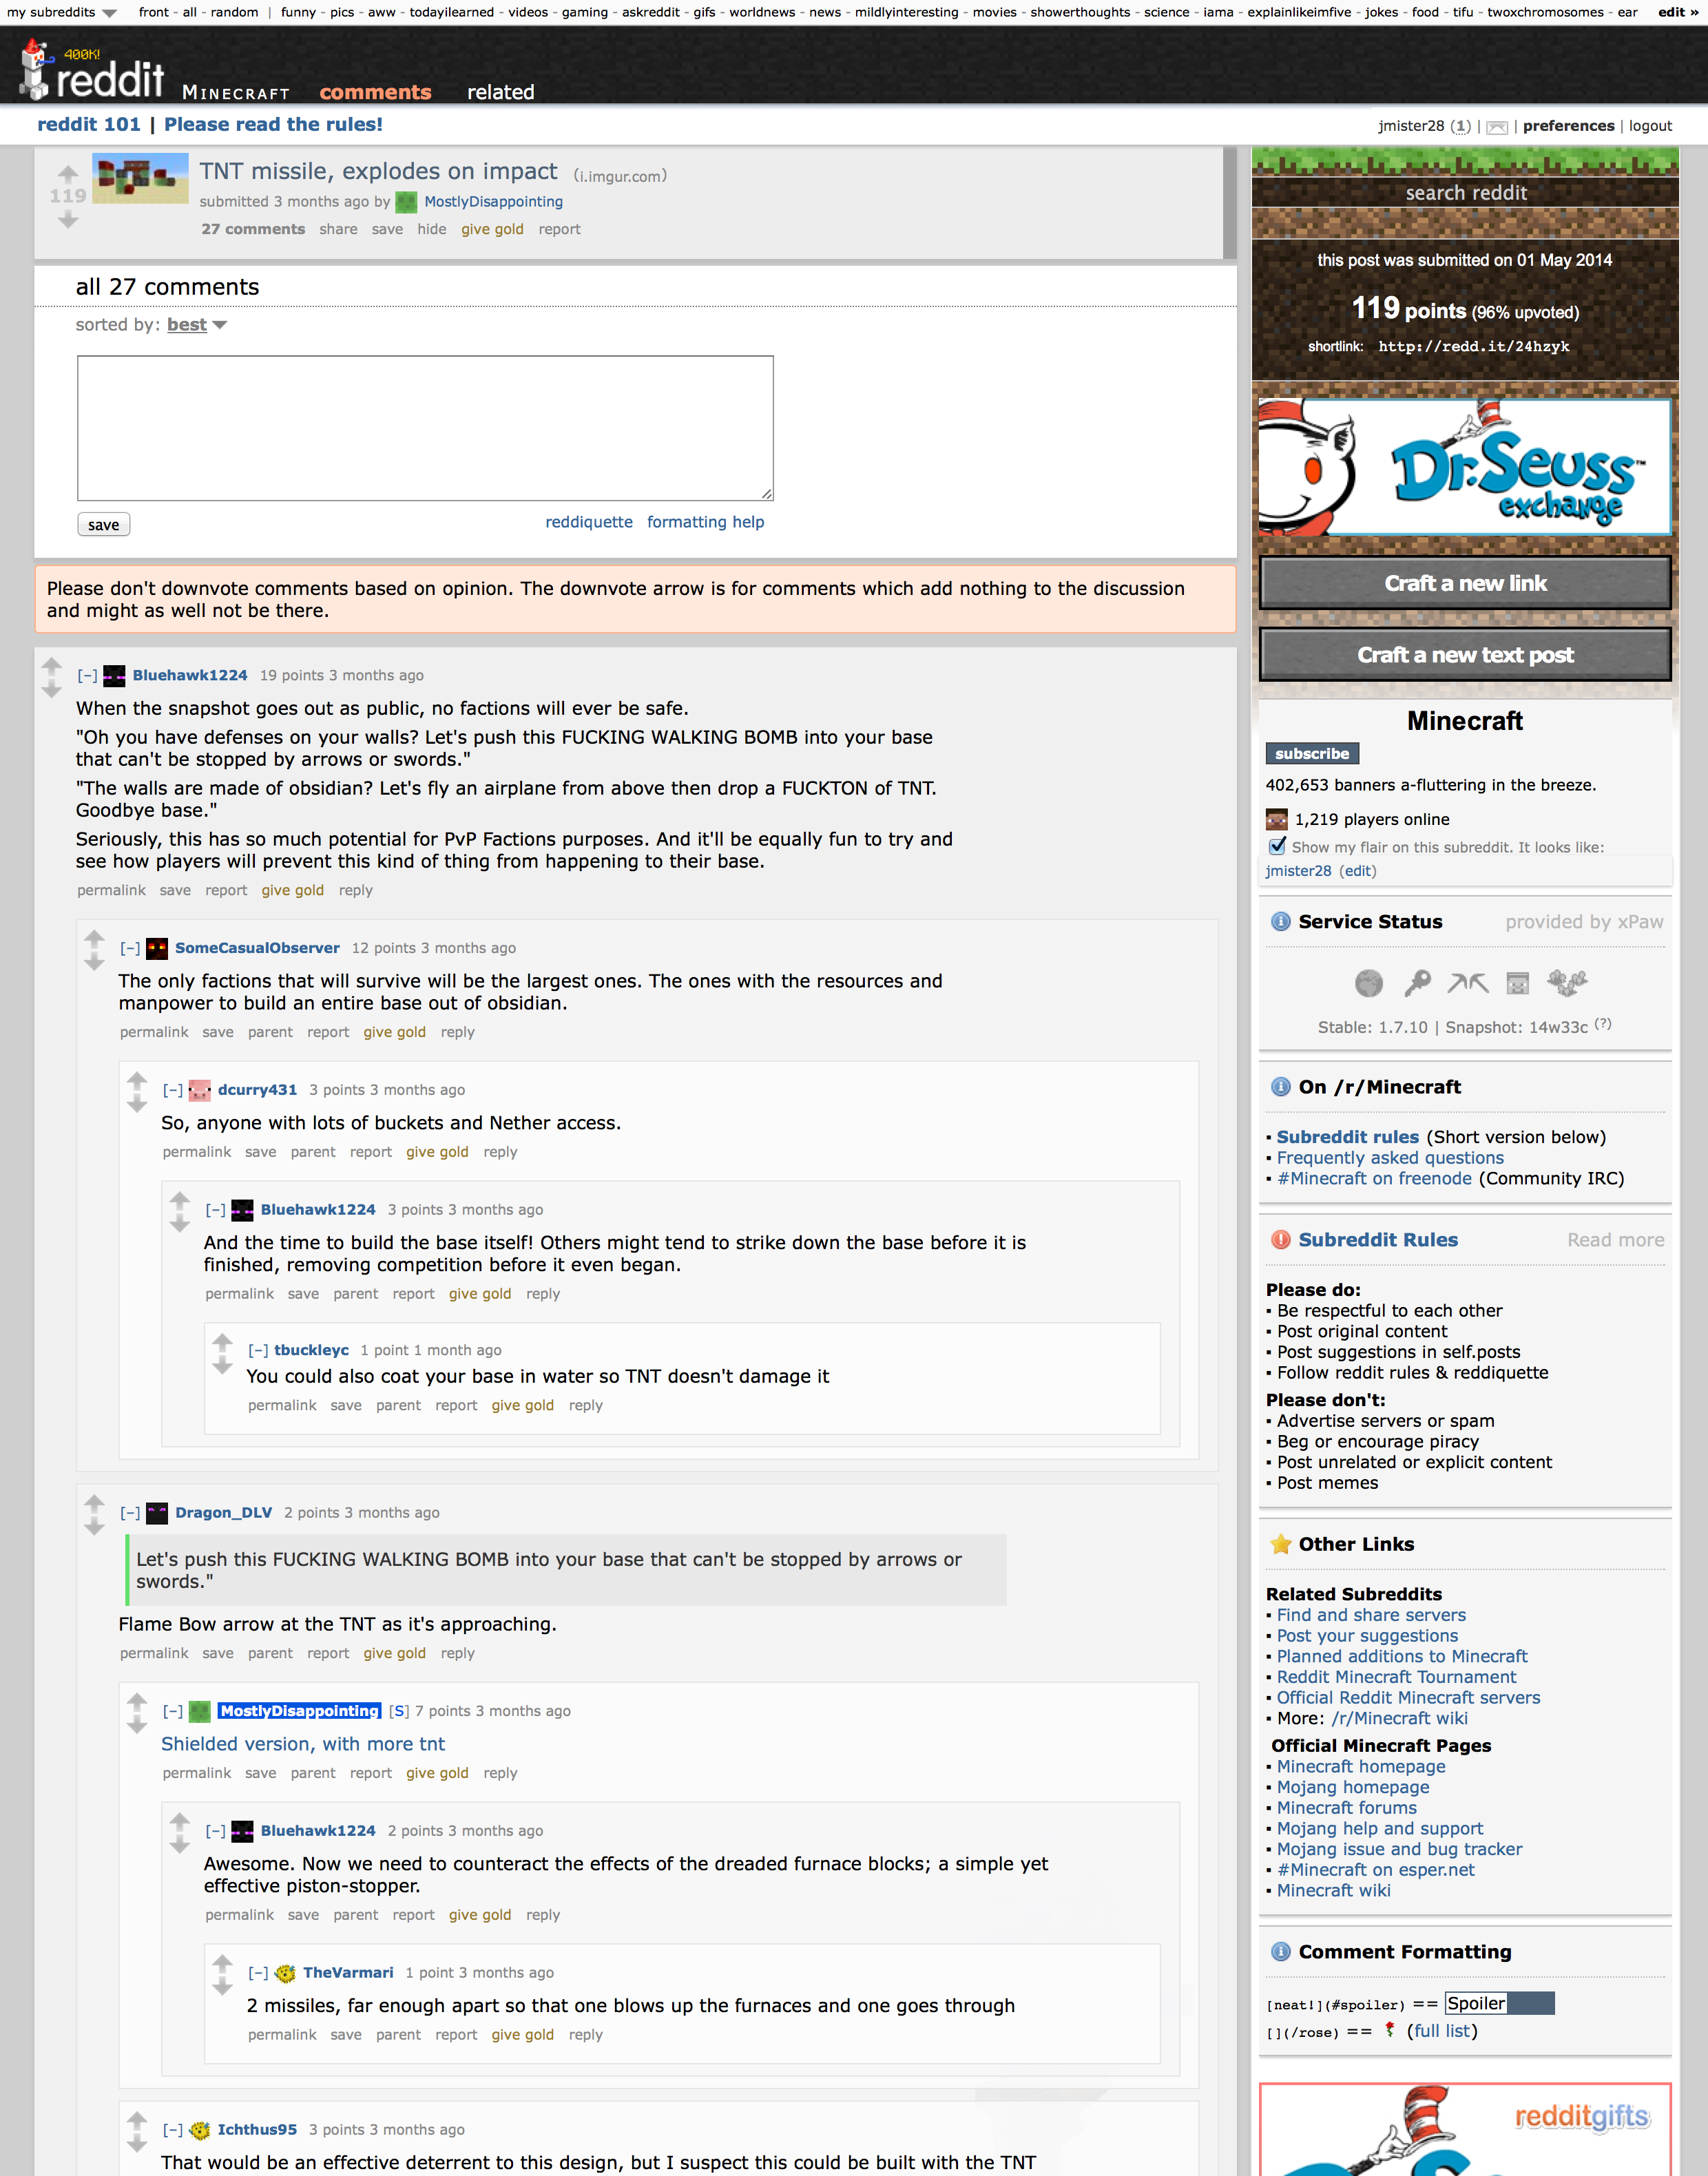 my subreddits front - all - random | funny - pics - aww - todayilearned - videos - gaming - askreddit - gifs - worldnews - news - mildlyinteresting - movies - showerthoughts - science - iama - explainlikeimfive - jokes - food - tifu - twoxchromosomes - ear edit »
400K!
reddit MINECRAFT comments related
reddit 101 | Please read the rules!
jmister28 (1) | | preferences | logout
TNT missile, explodes on impact (i.imgur.com)
119
submitted 3 months ago by MostlyDisappointing
27 comments share save hide give gold report
all 27 comments
sorted by: best
save
reddiquette formatting help
Please don't downvote comments based on opinion. The downvote arrow is for comments which add nothing to the discussion
and might as well not be there.
[–] Bluehawk1224 19 points 3 months ago
When the snapshot goes out as public, no factions will ever be safe.
"Oh you have defenses on your walls? Let's push this FUCKING WALKING BOMB into your base
that can't be stopped by arrows or swords."
"The walls are made of obsidian? Let's fly an airplane from above then drop a FUCKTON of TNT.
Goodbye base."
Seriously, this has so much potential for PvP Factions purposes. And it'll be equally fun to try and
see how players will prevent this kind of thing from happening to their base.
permalink save report give gold reply
[–] SomeCasualObserver 12 points 3 months ago
The only factions that will survive will be the largest ones. The ones with the resources and
manpower to build an entire base out of obsidian.
permalink save parent report give gold reply
[–] dcurry431 3 points 3 months ago
So, anyone with lots of buckets and Nether access.
permalink save parent report give gold reply
[–] Bluehawk1224 3 points 3 months ago
And the time to build the base itself! Others might tend to strike down the base before it is
finished, removing competition before it even began.
permalink save parent report give gold reply
[–] tbuckleyc 1 point 1 month ago
You could also coat your base in water so TNT doesn't damage it
permalink save parent report give gold reply
[–] Dragon_DLV 2 points 3 months ago
Let's push this FUCKING WALKING BOMB into your base that can't be stopped by arrows or
swords."
Flame Bow arrow at the TNT as it's approaching.
permalink save parent report give gold reply
[–] MostlyDisappointing [S] 7 points 3 months ago
Shielded version, with more tnt
permalink save parent report give gold reply
[–] Bluehawk1224 2 points 3 months ago
Awesome. Now we need to counteract the effects of the dreaded furnace blocks; a simple yet
effective piston-stopper.
permalink save parent report give gold reply
[–] TheVarmari 1 point 3 months ago
2 missiles, far enough apart so that one blows up the furnaces and one goes through
permalink save parent report give gold reply
[–] Ichthus95 3 points 3 months ago
That would be an effective deterrent to this design, but I suspect this could be built with the TNT
search reddit
this post was submitted on 01 May 2014
119 points (96% upvoted)
shortlink: http://redd.it/24hzyk
Dr.Seuss™
exchange
Craft a new link
Craft a new text post
Minecraft
subscribe
402,653 banners a-fluttering in the breeze.
1,219 players online
Show my flair on this subreddit. It looks like:
jmister28 (edit)
Service Status provided by xPaw
Stable: 1.7.10 | Snapshot: 14w33c (?)
On /r/Minecraft
▪ Subreddit rules (Short version below)
▪ Frequently asked questions
▪ #Minecraft on freenode (Community IRC)
Subreddit Rules Read more
Please do:
▪ Be respectful to each other
▪ Post original content
▪ Post suggestions in self.posts
▪ Follow reddit rules & reddiquette
Please don't:
▪ Advertise servers or spam
▪ Beg or encourage piracy
▪ Post unrelated or explicit content
▪ Post memes
Other Links
Related Subreddits
▪ Find and share servers
▪ Post your suggestions
▪ Planned additions to Minecraft
▪ Reddit Minecraft Tournament
▪ Official Reddit Minecraft servers
▪ More: /r/Minecraft wiki
Official Minecraft Pages
▪ Minecraft homepage
▪ Mojang homepage
▪ Minecraft forums
▪ Mojang help and support
▪ Mojang issue and bug tracker
▪ #Minecraft on esper.net
▪ Minecraft wiki
Comment Formatting
[neat!](#spoiler) == Spoiler
[](/rose) == (full list)
redditgifts